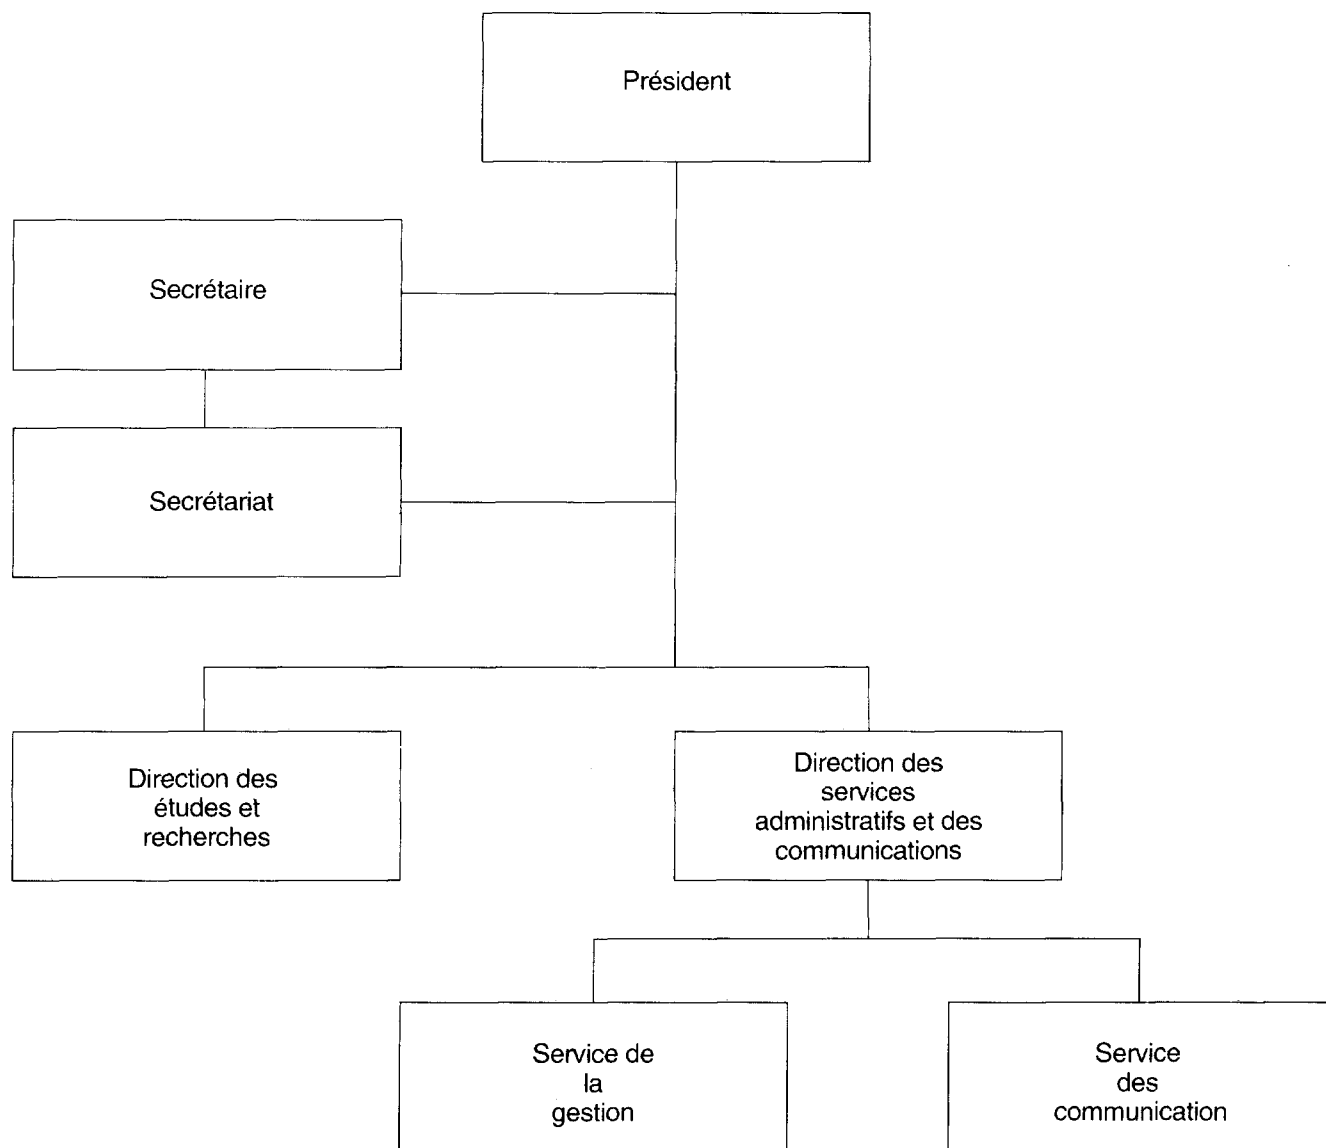 Président
Secrétaire
Secrétariat
Direction des
études et
recherches
Direction des
services
administratifs et des
communications
Service de
la
gestion
Service
des
communication